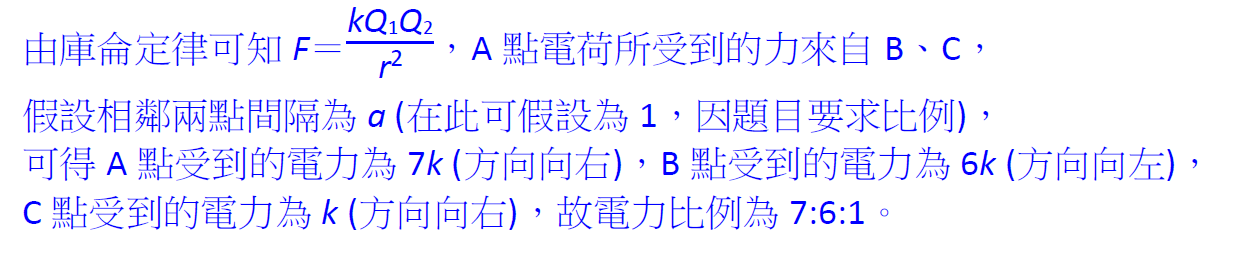 由庫侖定律可知 F=kQ₁Q₂/r²,A 點電荷所受到的力來自 B、C,
假設相鄰兩點間隔為 a (在此可假設為 1,因題目要求比例),
可得 A 點受到的電力為 7k (方向向右),B 點受到的電力為 6k (方向向左),
C 點受到的電力為 k (方向向右),故電力比例為 7:6:1。